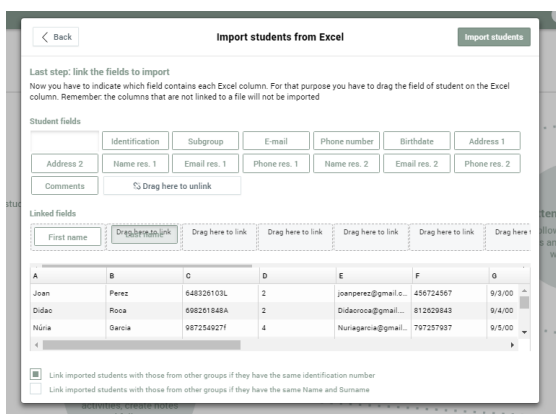 Back
Import students from Excel
Import students
Last step: link the fields to import
Now you have to indicate which field contains each Excel column. For that purpose you have to drag the field of student on the Excel
column. Remember: the columns that are not linked to a file will not be imported
Student fields
Identification Subgroup E-mail Phone number Birthdate Address 1
Address 2 Name res. 1 Email res. 1 Phone res. 1 Name res. 2 Email res. 2 Phone res. 2
Comments Drag here to unlink
Linked fields
First name Drag here to link Drag here to link Drag here to link Drag here to link Drag here to link Drag here t
Last name
A B C D E F G
Joan Perez 648326103L 2 joanperez@gmail.c... 456724567 9/3/00
Didac Roca 698261848A 2 Didacroca@gmail.... 812629843 9/4/00
Núria Garcia 987254927f 4 Nuriagarcia@gmail... 797257937 9/5/00
Link imported students with those from other groups if they have the same identification number
Link imported students with those from other groups if they have the same Name and Surname
activities, create notes